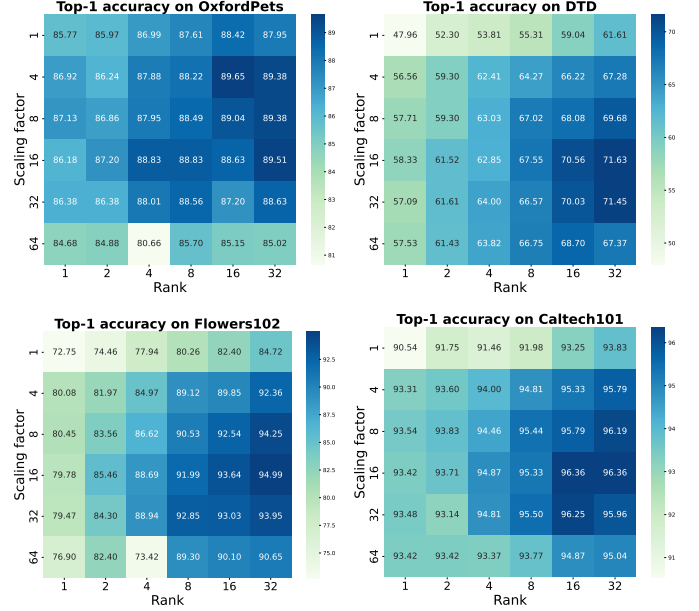 Top-1 accuracy on OxfordPets
Scaling factor
1 85.77 85.97 86.99 87.61 88.42 87.95
4 86.92 86.24 87.88 88.22 89.65 89.38
8 87.13 86.86 87.95 88.49 89.04 89.38
16 86.18 87.20 88.83 88.83 88.63 89.51
32 86.38 86.38 88.01 88.56 87.20 88.63
64 84.68 84.88 80.66 85.70 85.15 85.02
1 2 4 8 16 32
Rank
89
88
87
86
85
84
83
82
81
Top-1 accuracy on DTD
Scaling factor
1 47.96 52.30 53.81 55.31 59.04 61.61
4 56.56 59.30 62.41 64.27 66.22 67.28
8 57.71 59.30 63.03 67.02 68.08 69.68
16 58.33 61.52 62.85 67.55 70.56 71.63
32 57.09 61.61 64.00 66.57 70.03 71.45
64 57.53 61.43 63.82 66.75 68.70 67.37
1 2 4 8 16 32
Rank
70
65
60
55
50
Top-1 accuracy on Flowers102
Scaling factor
1 72.75 74.46 77.94 80.26 82.40 84.72
4 80.08 81.97 84.97 89.12 89.85 92.36
8 80.45 83.56 86.62 90.53 92.54 94.25
16 79.78 85.46 88.69 91.99 93.64 94.99
32 79.47 84.30 88.94 92.85 93.03 93.95
64 76.90 82.40 73.42 89.30 90.10 90.65
1 2 4 8 16 32
Rank
92.5
90.0
87.5
85.0
82.5
80.0
77.5
75.0
Top-1 accuracy on Caltech101
Scaling factor
1 90.54 91.75 91.46 91.98 93.25 93.83
4 93.31 93.60 94.00 94.81 95.33 95.79
8 93.54 93.83 94.46 95.44 95.79 96.19
16 93.42 93.71 94.87 95.33 96.36 96.36
32 93.48 93.14 94.81 95.50 96.25 95.96
64 93.42 93.42 93.37 93.77 94.87 95.04
1 2 4 8 16 32
Rank
96
95
94
93
92
91